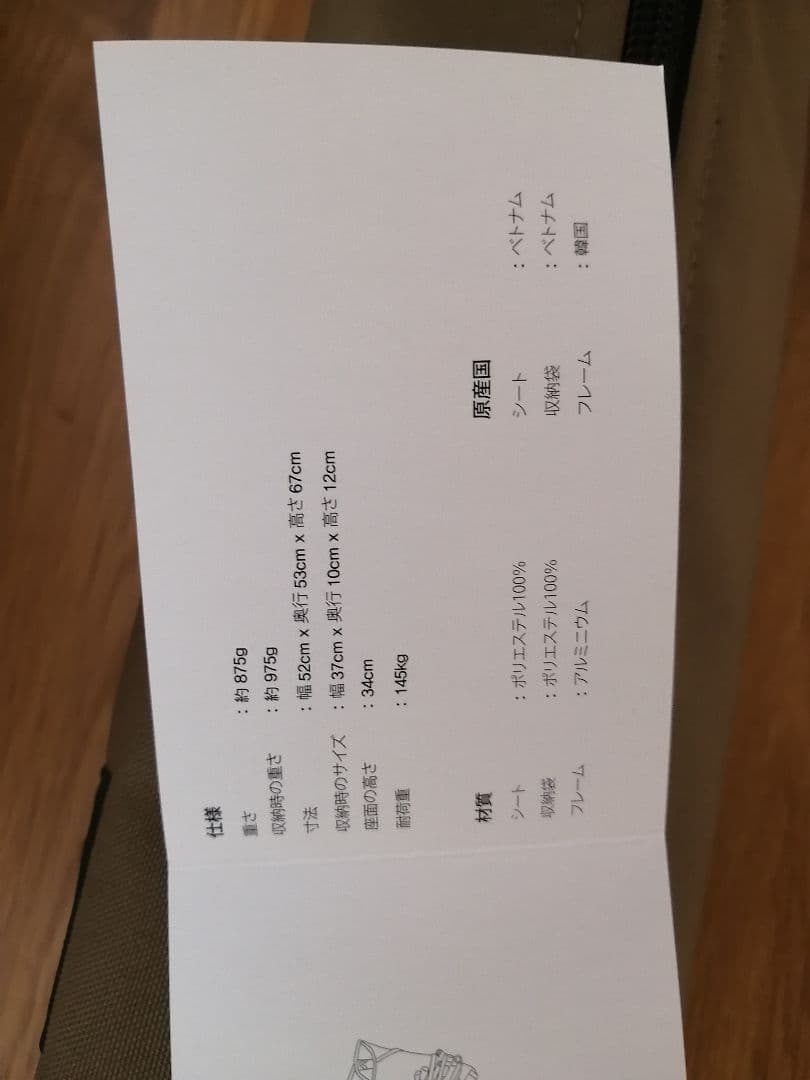 仕様
重さ : 約 875g
収納時の重さ : 約 975g
寸法 : 幅 52cm x 奥行 53cm x 高さ 67cm
収納時のサイズ : 幅 37cm x 奥行 10cm x 高さ 12cm
座面の高さ : 34cm
耐荷重 : 145kg
材質
シート : ポリエステル100%
収納袋 : ポリエステル100%
フレーム : アルミニウム
原産国
シート : ベトナム
収納袋 : ベトナム
フレーム : 韓国